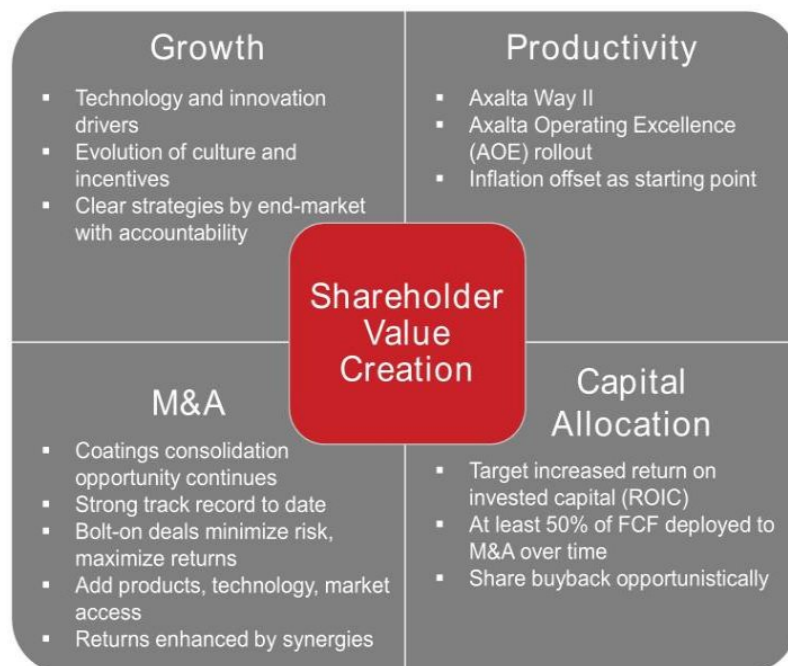 Growth
▪ Technology and innovation
drivers
▪ Evolution of culture and
incentives
▪ Clear strategies by end-market
with accountability
Productivity
▪ Axalta Way II
▪ Axalta Operating Excellence
(AOE) rollout
▪ Inflation offset as starting point
Shareholder
Value
Creation
M&A
▪ Coatings consolidation
opportunity continues
▪ Strong track record to date
▪ Bolt-on deals minimize risk,
maximize returns
▪ Add products, technology, market
access
▪ Returns enhanced by synergies
Capital
Allocation
▪ Target increased return on
invested capital (ROIC)
▪ At least 50% of FCF deployed to
M&A over time
▪ Share buyback opportunistically